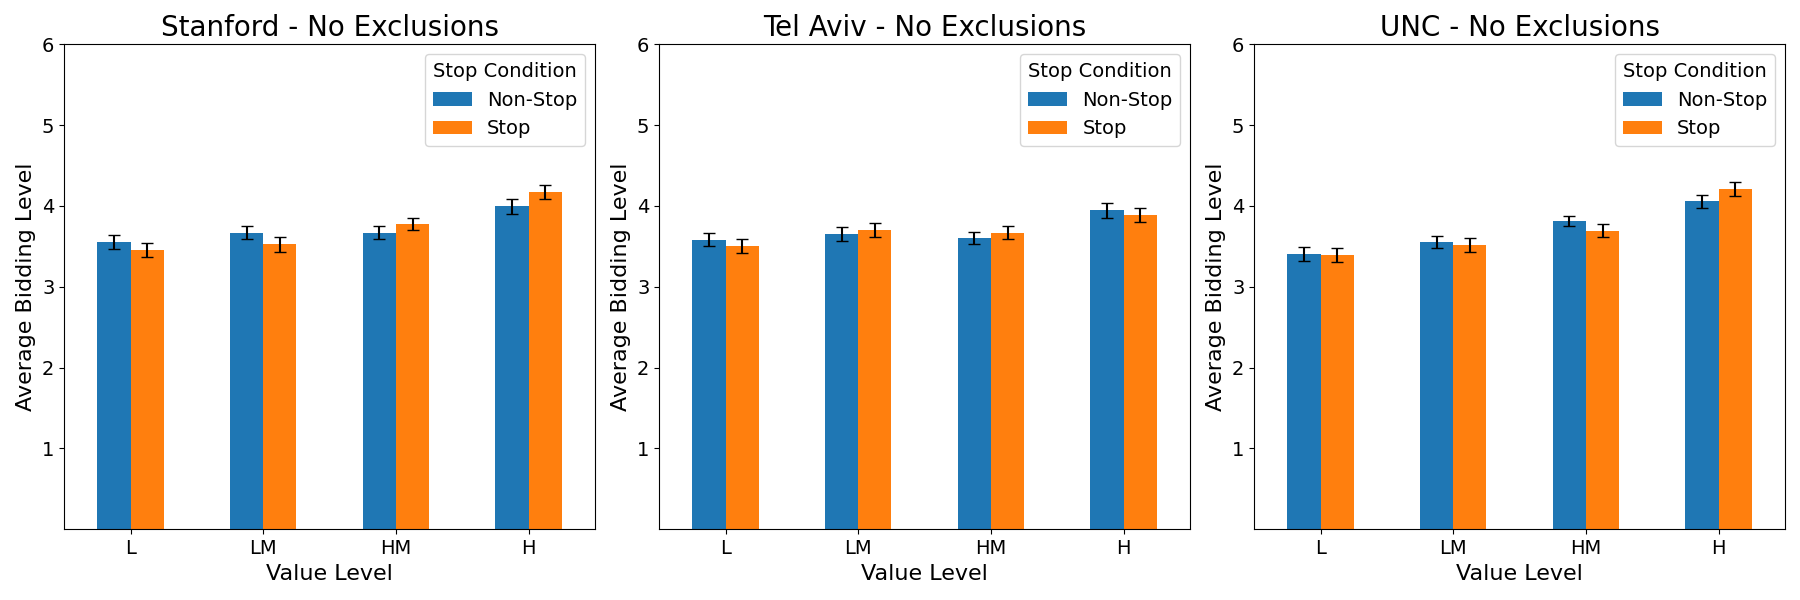 Stanford - No Exclusions
6
5
4
3
2
1
Average Bidding Level
Stop Condition
Non-Stop
Stop
L LM HM H
Value Level
Tel Aviv - No Exclusions
6
5
4
3
2
1
Average Bidding Level
Stop Condition
Non-Stop
Stop
L LM HM H
Value Level
UNC - No Exclusions
6
5
4
3
2
1
Average Bidding Level
Stop Condition
Non-Stop
Stop
L LM HM H
Value Level